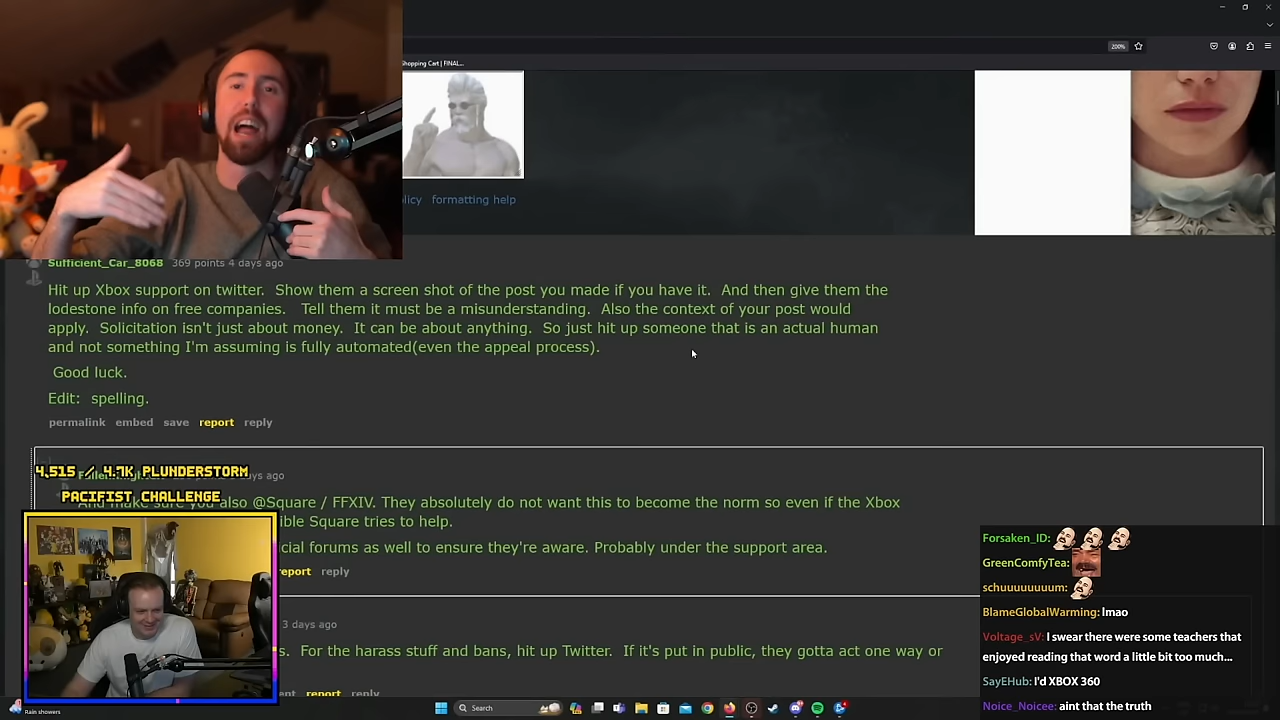 200%
Shopping Cart | FINAL...
licy formatting help
Sufficient_Car_8068 369 points 4 days ago
Hit up Xbox support on twitter. Show them a screen shot of the post you made if you have it. And then give them the
lodestone info on free companies. Tell them it must be a misunderstanding. Also the context of your post would
apply. Solicitation isn't just about money. It can be about anything. So just hit up someone that is an actual human
and not something I'm assuming is fully automated(even the appeal process).
Good luck.
Edit: spelling.
permalink embed save report reply
4,515 / 4.7K PLUNDERSTORM
PACIFIST CHALLENGE
ago
And make sure you also @Square / FFXIV. They absolutely do not want this to become the norm so even if the Xbox
ible Square tries to help.
cial forums as well to ensure they're aware. Probably under the support area.
eport reply
3 days ago
s. For the harass stuff and bans, hit up Twitter. If it's put in public, they gotta act one way or
report reply
Forsaken_ID:
GreenComfyTea:
schuuuuuuuum:
BlameGlobalWarming: lmao
Voltage_sV: I swear there were some teachers that
enjoyed reading that word a little bit too much...
SayEHub: I'd XBOX 360
Noice_Noicee: aint that the truth
Rain showers
Search